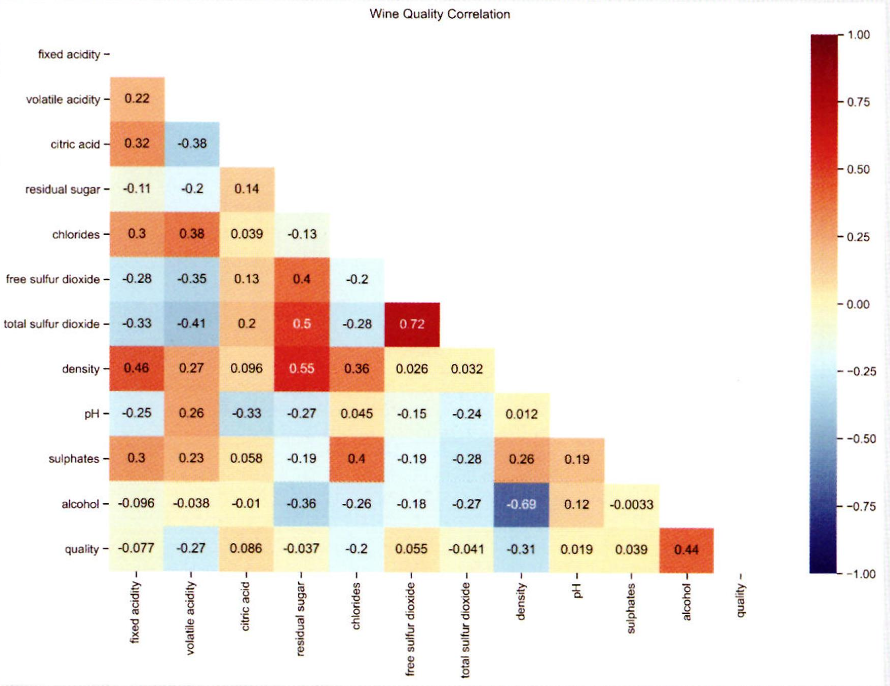 Wine Quality Correlation
fixed acidity
volatile acidity 0.22
citric acid 0.32 -0.38
residual sugar -0.11 -0.2 0.14
chlorides 0.3 0.38 0.039 -0.13
free sulfur dioxide -0.28 -0.35 0.13 0.4 -0.2
total sulfur dioxide -0.33 -0.41 0.2 0.5 -0.28 0.72
density 0.46 0.27 0.096 0.55 0.36 0.026 0.032
pH -0.25 0.26 -0.33 -0.27 0.045 -0.15 -0.24 0.012
sulphates 0.3 0.23 0.058 -0.19 0.4 -0.19 -0.28 0.26 0.19
alcohol -0.096 -0.038 -0.01 -0.36 -0.26 -0.18 -0.27 -0.69 0.12 -0.0033
quality -0.077 -0.27 0.086 -0.037 -0.2 0.055 -0.041 -0.31 0.019 0.039 0.44
fixed acidity
volatile acidity
citric acid
residual sugar
chlorides
free sulfur dioxide
total sulfur dioxide
density
pH
sulphates
alcohol
quality
1.00
0.75
0.50
0.25
0.00
-0.25
-0.50
-0.75
-1.00